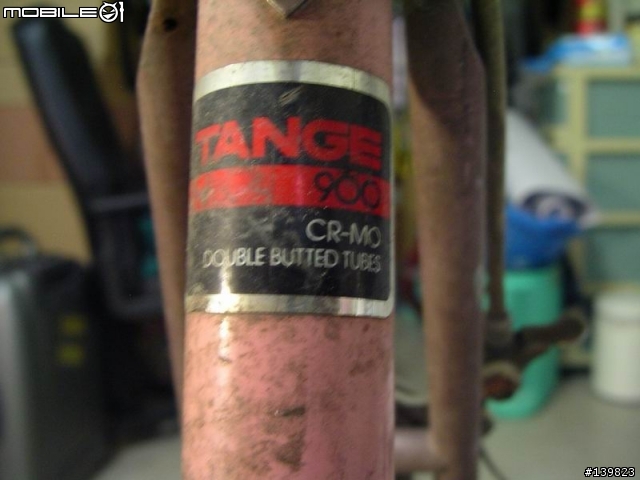 MOBILE01
TANGE
900
CR-MO
DOUBLE BUTTED TUBES
#139823